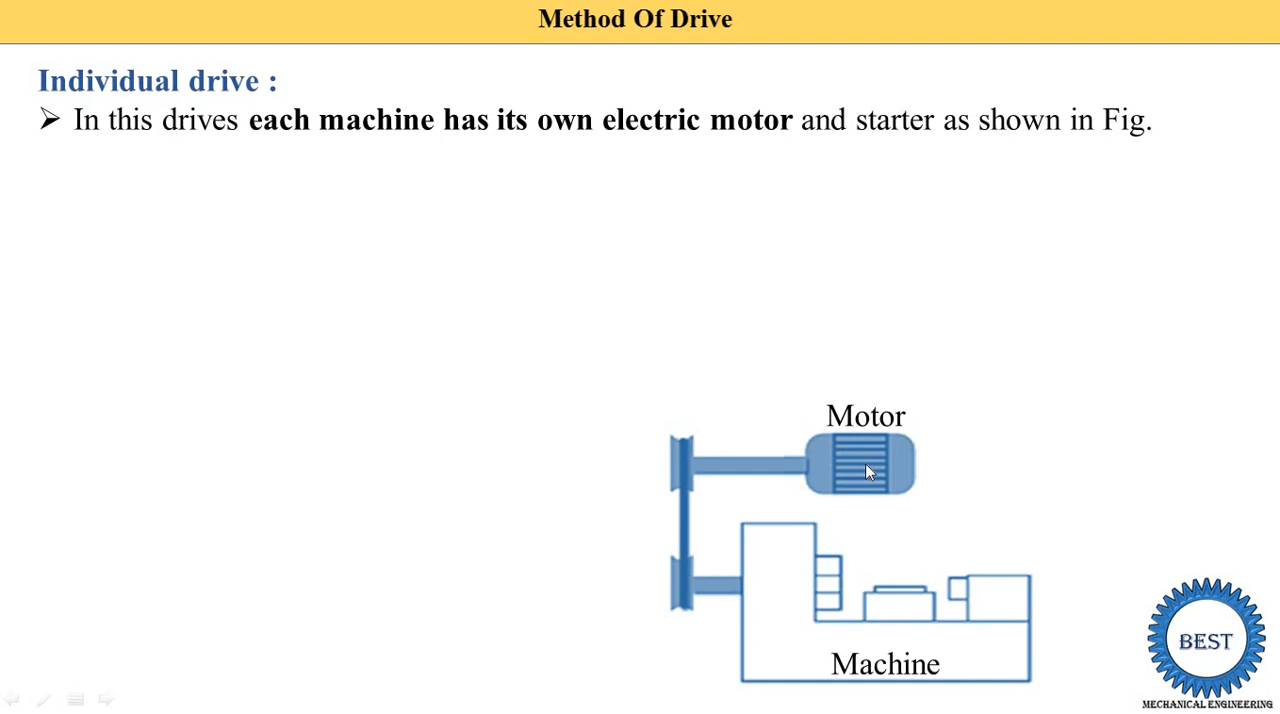 Method Of Drive
Individual drive :
➢ In this drives each machine has its own electric motor and starter as shown in Fig.
Motor
Machine
BEST
MECHANICAL ENGINEERING